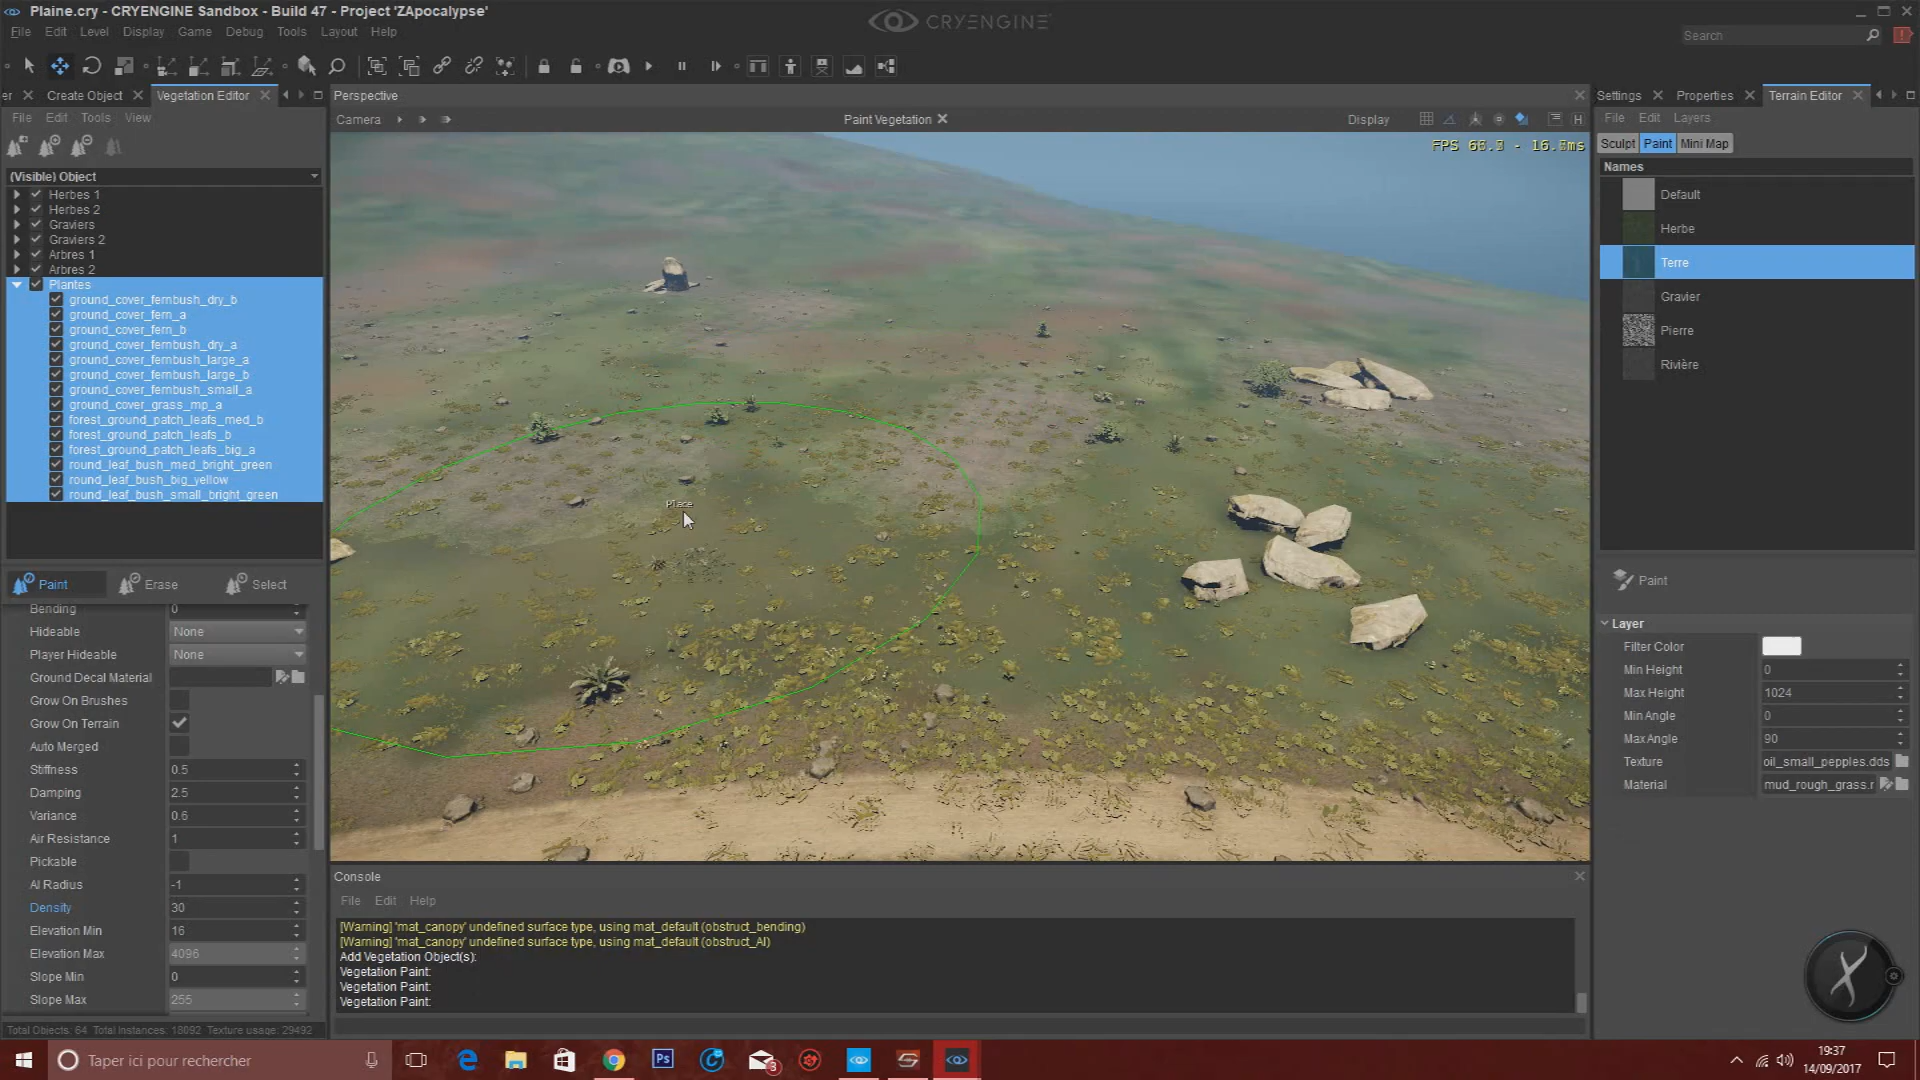 Plaine.cry - CRYENGINE Sandbox - Build 47 - Project 'ZApocalypse'
CRYENGINE
File Edit Level Display Game Debug Tools Layout Help
Search
er Create Object Vegetation Editor
Perspective
Settings Properties Terrain Editor
File Edit Tools View
Camera
Paint Vegetation
Display
H
File Edit Layers
FPS
Sculpt Paint Mini Map
(Visible) Object
Names
Herbes 1
Herbes 2
Graviers
Graviers 2
Arbres 1
Arbres 2
Plantes
ground_cover_fernbush_dry_b
ground_cover_fern_a
ground_cover_fern_b
ground_cover_fernbush_dry_a
ground_cover_fernbush_large_a
ground_cover_fernbush_large_b
ground_cover_fernbush_small_a
ground_cover_grass_mp_a
forest_ground_patch_leafs_med_b
forest_ground_patch_leafs_b
forest_ground_patch_leafs_big_a
round_leaf_bush_med_bright_green
round_leaf_bush_big_yellow
round_leaf_bush_small_bright_green
Default
Herbe
Terre
Gravier
Pierre
Rivière
Place
Paint Erase Select
Bending 0
Hideable None
Player Hideable None
Ground Decal Material
Grow On Brushes
Grow On Terrain
Auto Merged
Stiffness 0.5
Damping 2.5
Variance 0.6
Air Resistance 1
Pickable
AI Radius -1
Density 30
Elevation Min 16
Elevation Max 4096
Slope Min 0
Slope Max 255
Total Objects: 64 Total Instances: 18092 Texture usage: 29492
Paint
Layer
Filter Color
Min Height 0
Max Height 1024
Min Angle 0
Max Angle 90
Texture oil_small_pepples.dds
Material mud_rough_grass.r
Console
File Edit Help
[Warning] 'mat_canopy' undefined surface type, using mat_default (obstruct_bending)
[Warning] 'mat_canopy' undefined surface type, using mat_default (obstruct_AI)
Add Vegetation Object(s):
Vegetation Paint:
Vegetation Paint:
Vegetation Paint:
X
Taper ici pour rechercher
Ps
3
19:37
14/09/2017